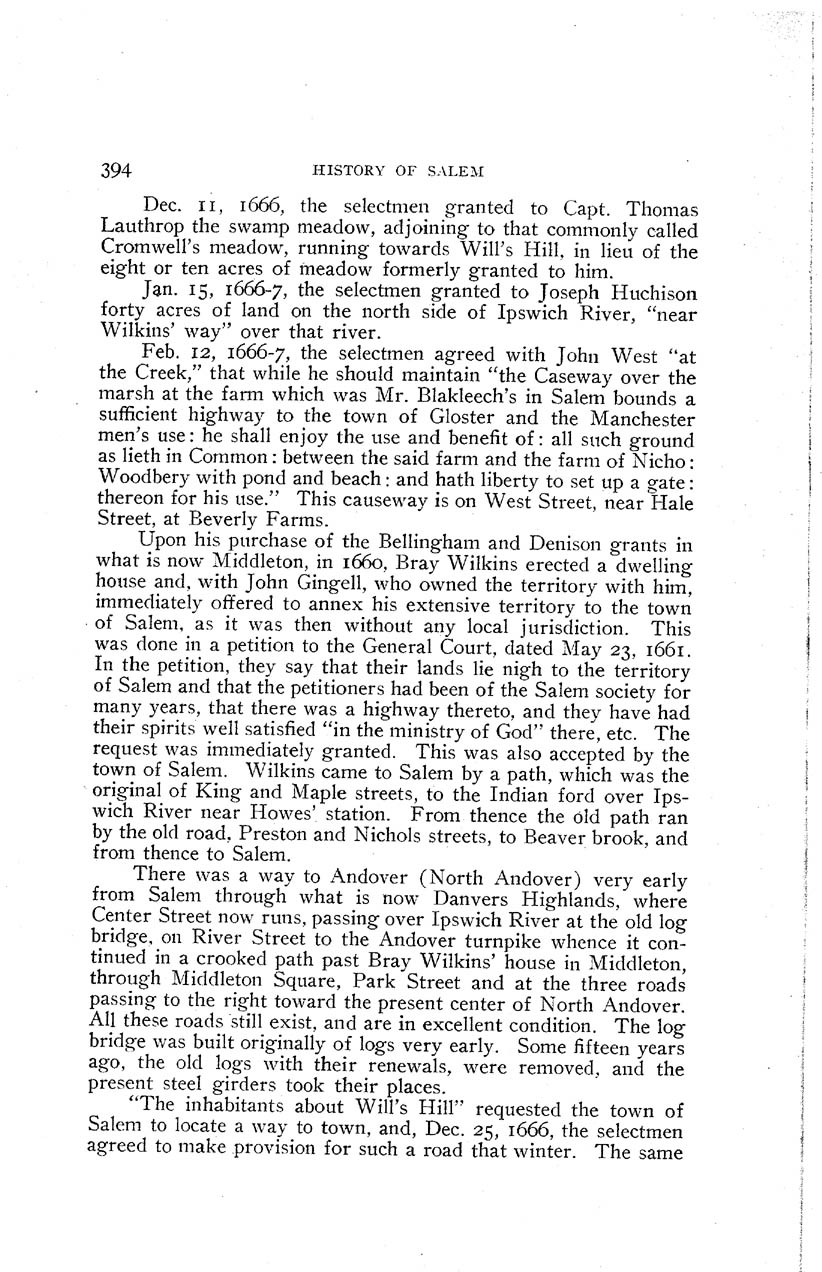 394 HISTORY OF SALEM
Dec. 11, 1666, the selectmen granted to Capt. Thomas
Lauthrop the swamp meadow, adjoining to that commonly called
Cromwell's meadow, running towards Will's Hill, in lieu of the
eight or ten acres of meadow formerly granted to him.
Jan. 15, 1666-7, the selectmen granted to Joseph Huchison
forty acres of land on the north side of Ipswich River, "near
Wilkins' way" over that river.
Feb. 12, 1666-7, the selectmen agreed with John West "at
the Creek," that while he should maintain "the Caseway over the
marsh at the farm which was Mr. Blakleech's in Salem bounds a
sufficient highway to the town of Gloster and the Manchester
men's use: he shall enjoy the use and benefit of: all such ground
as lieth in Common: between the said farm and the farm of Nicho:
Woodbery with pond and beach: and hath liberty to set up a gate:
thereon for his use." This causeway is on West Street, near Hale
Street, at Beverly Farms.
Upon his purchase of the Bellingham and Denison grants in
what is now Middleton, in 1660, Bray Wilkins erected a dwelling
house and, with John Gingell, who owned the territory with him,
immediately offered to annex his extensive territory to the town
of Salem, as it was then without any local jurisdiction. This
was done in a petition to the General Court, dated May 23, 1661.
In the petition, they say that their lands lie nigh to the territory
of Salem and that the petitioners had been of the Salem society for
many years, that there was a highway thereto, and they have had
their spirits well satisfied "in the ministry of God" there, etc. The
request was immediately granted. This was also accepted by the
town of Salem. Wilkins came to Salem by a path, which was the
original of King and Maple streets, to the Indian ford over Ips-
wich River near Howes' station. From thence the old path ran
by the old road, Preston and Nichols streets, to Beaver brook, and
from thence to Salem.
There was a way to Andover (North Andover) very early
from Salem through what is now Danvers Highlands, where
Center Street now runs, passing over Ipswich River at the old log
bridge, on River Street to the Andover turnpike whence it con-
tinued in a crooked path past Bray Wilkins' house in Middleton,
through Middleton Square, Park Street and at the three roads
passing to the right toward the present center of North Andover.
All these roads still exist, and are in excellent condition. The log
bridge was built originally of logs very early. Some fifteen years
ago, the old logs with their renewals, were removed, and the
present steel girders took their places.
"The inhabitants about Will's Hill" requested the town of
Salem to locate a way to town, and, Dec. 25, 1666, the selectmen
agreed to make provision for such a road that winter. The same